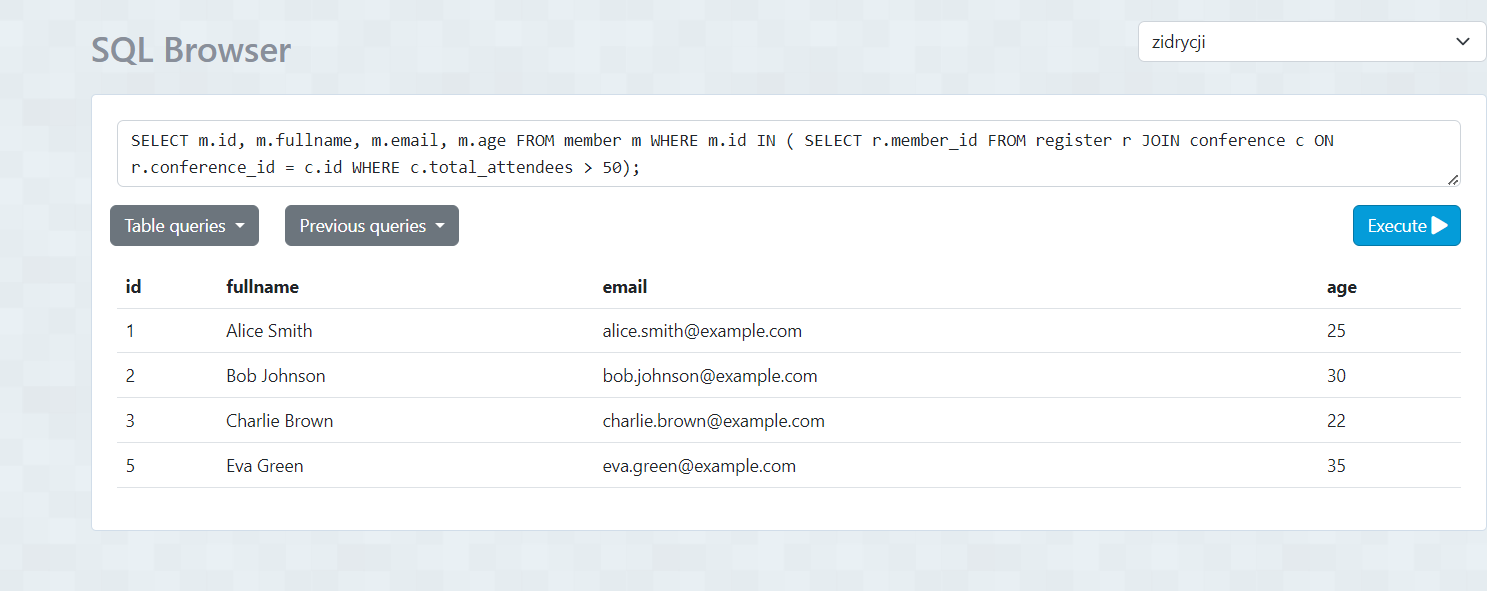 SQL Browser
zidrycji
SELECT m.id, m.fullname, m.email, m.age FROM member m WHERE m.id IN ( SELECT r.member_id FROM register r JOIN conference c ON
r.conference_id = c.id WHERE c.total_attendees > 50);
Table queries Previous queries Execute
id fullname email age
1 Alice Smith alice.smith@example.com 25
2 Bob Johnson bob.johnson@example.com 30
3 Charlie Brown charlie.brown@example.com 22
5 Eva Green eva.green@example.com 35